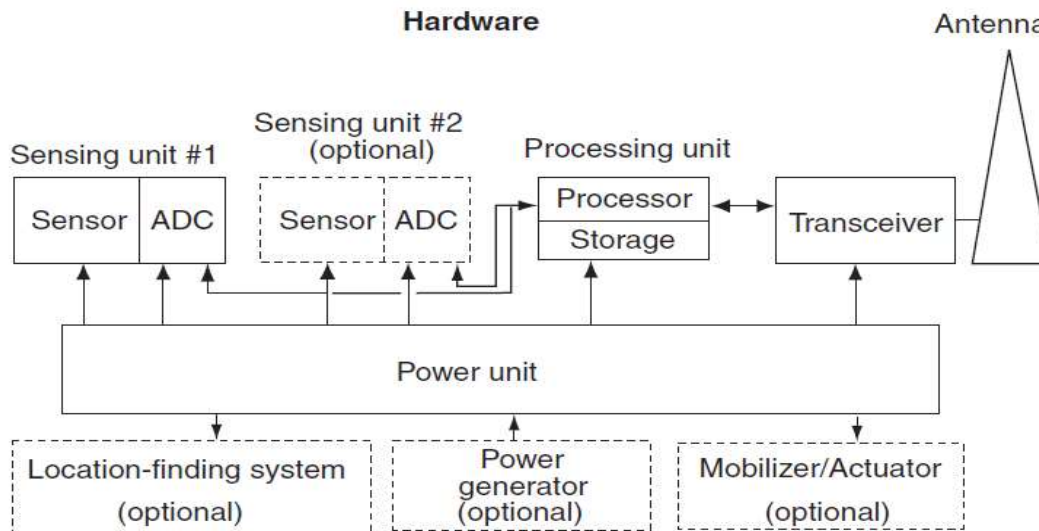 Hardware
Antenna
Sensing unit #1
Sensing unit #2
(optional)
Processing unit
Sensor
ADC
Sensor
ADC
Processor
Storage
Transceiver
Power unit
Location-finding system
(optional)
Power
generator
(optional)
Mobilizer/Actuator
(optional)